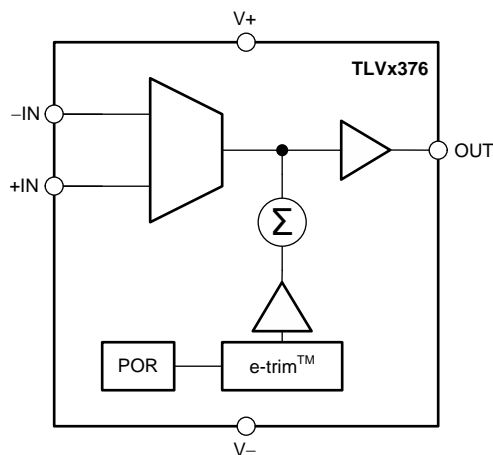 V+
TLVx376
−IN
+IN
OUT
Σ
POR
e-trim™
V−